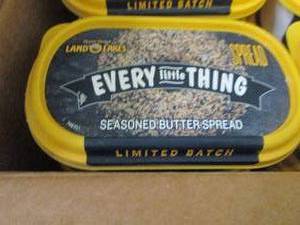 LIMITED BATCH
LAND O LAKES
SPREAD
EVERY little THING
SEASONED BUTTER SPREAD
LIMITED BATCH